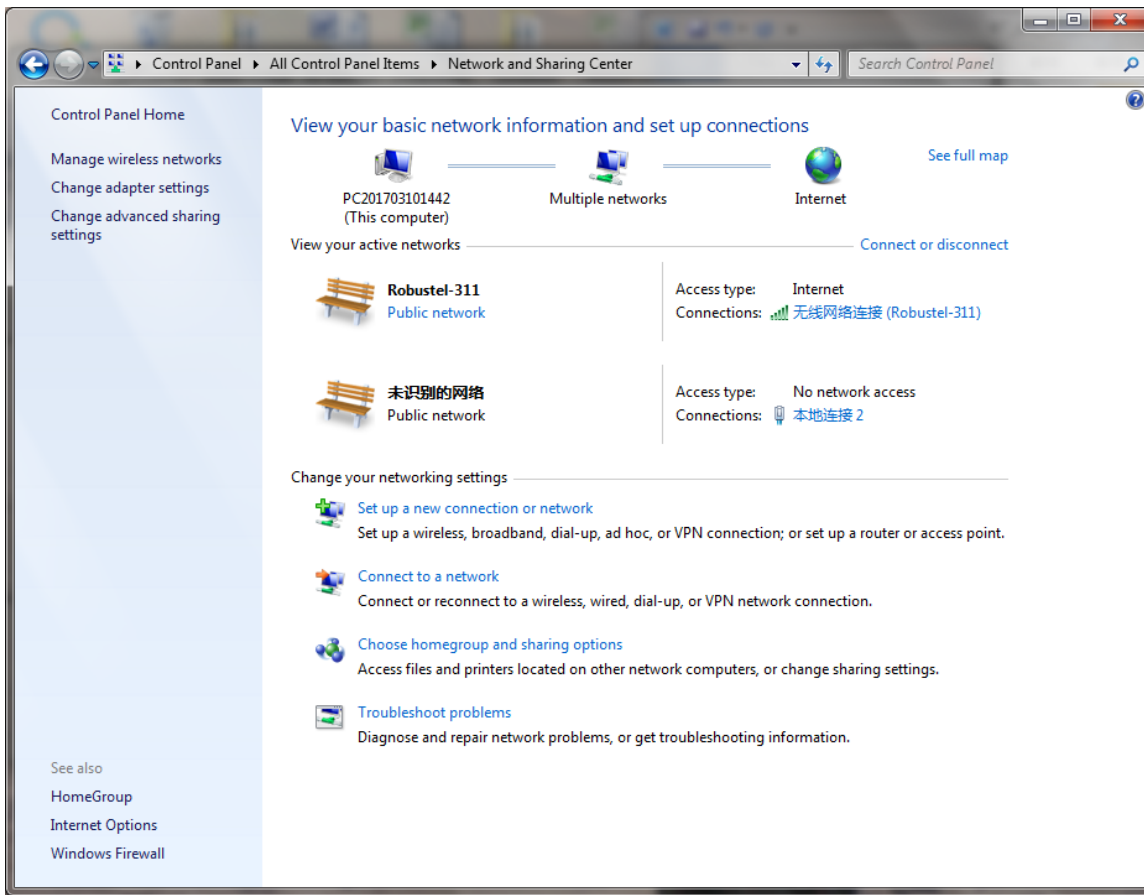 Control Panel ▸ All Control Panel Items ▸ Network and Sharing Center
Search Control Panel
Control Panel Home
Manage wireless networks
Change adapter settings
Change advanced sharing
settings
View your basic network information and set up connections
See full map
PC201703101442
(This computer)
Multiple networks
Internet
View your active networks
Connect or disconnect
Robustel-311
Public network
Access type: Internet
Connections: 无线网络连接 (Robustel-311)
未识别的网络
Public network
Access type: No network access
Connections: 本地连接 2
Change your networking settings
Set up a new connection or network
Set up a wireless, broadband, dial-up, ad hoc, or VPN connection; or set up a router or access point.
Connect to a network
Connect or reconnect to a wireless, wired, dial-up, or VPN network connection.
Choose homegroup and sharing options
Access files and printers located on other network computers, or change sharing settings.
Troubleshoot problems
Diagnose and repair network problems, or get troubleshooting information.
See also
HomeGroup
Internet Options
Windows Firewall